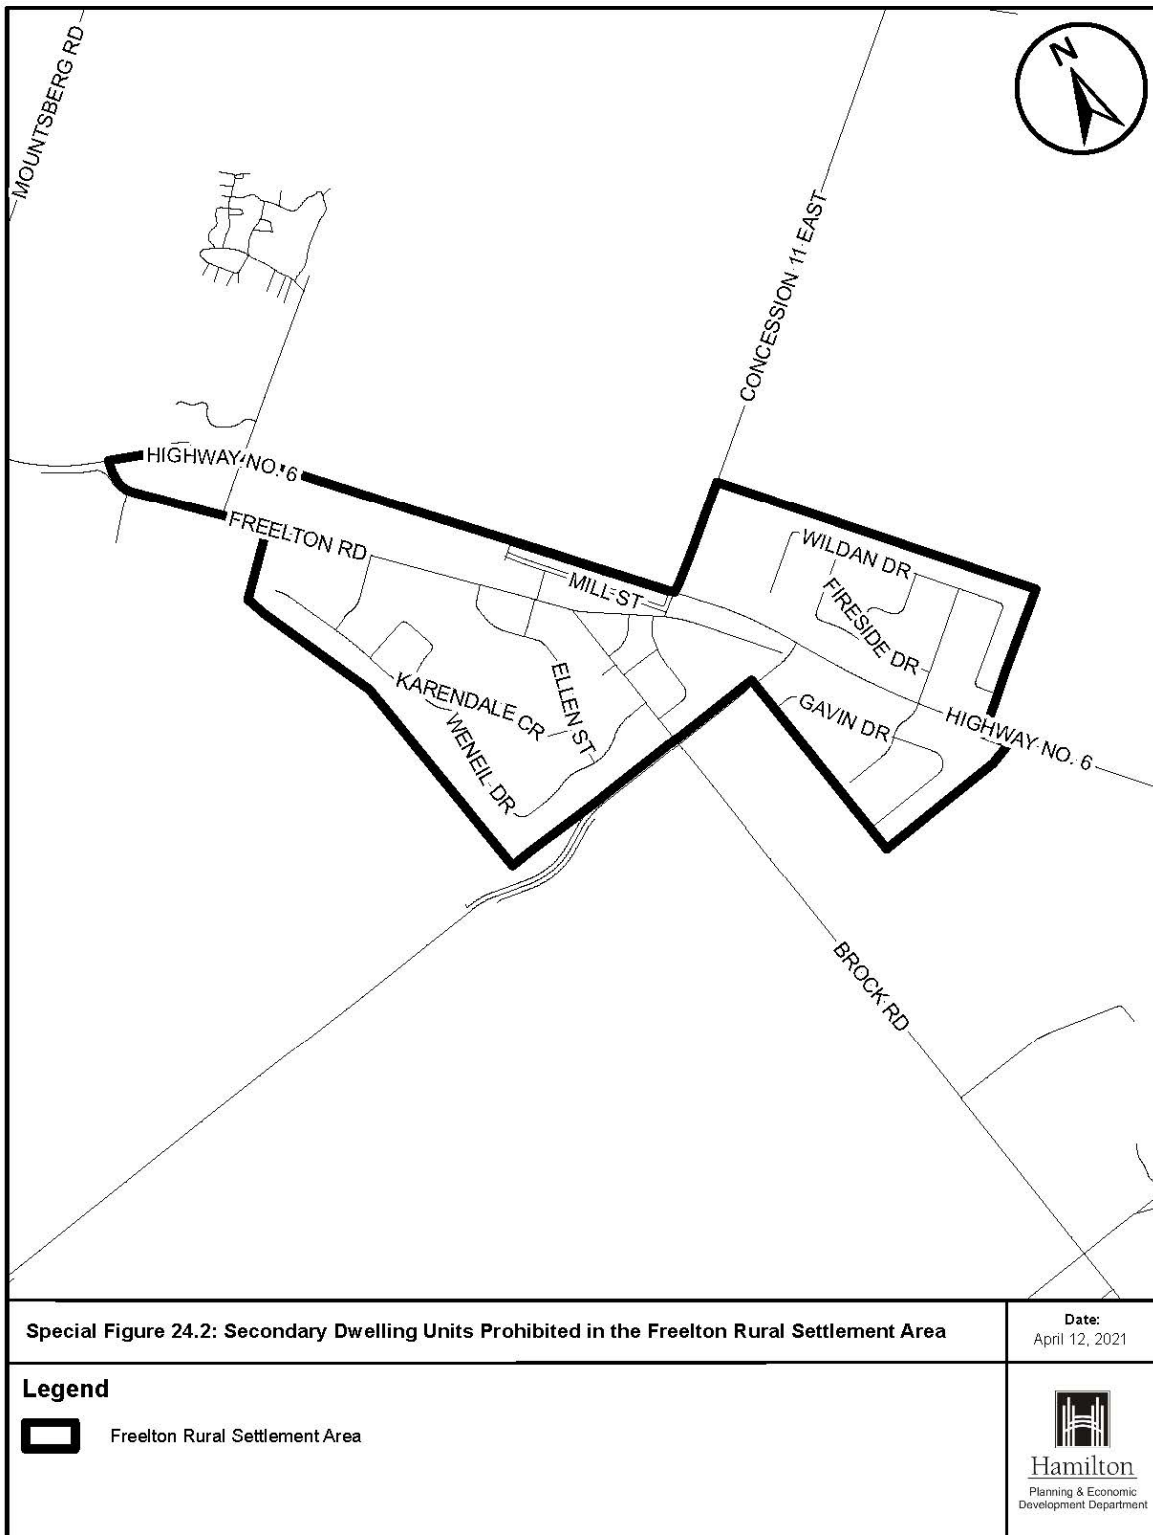 MOUNTSBERG RD
N
CONCESSION 11 EAST
HIGHWAY NO. 6
FREELTON RD
MILL ST
WILDAN DR
FIRESIDE DR
KARENDALE CR
ELLEN ST
WENEIL DR
GAVIN DR
HIGHWAY NO. 6
BROCK RD
Special Figure 24.2: Secondary Dwelling Units Prohibited in the Freelton Rural Settlement Area
Date:
April 12, 2021
Legend
Freelton Rural Settlement Area
Hamilton
Planning & Economic
Development Department